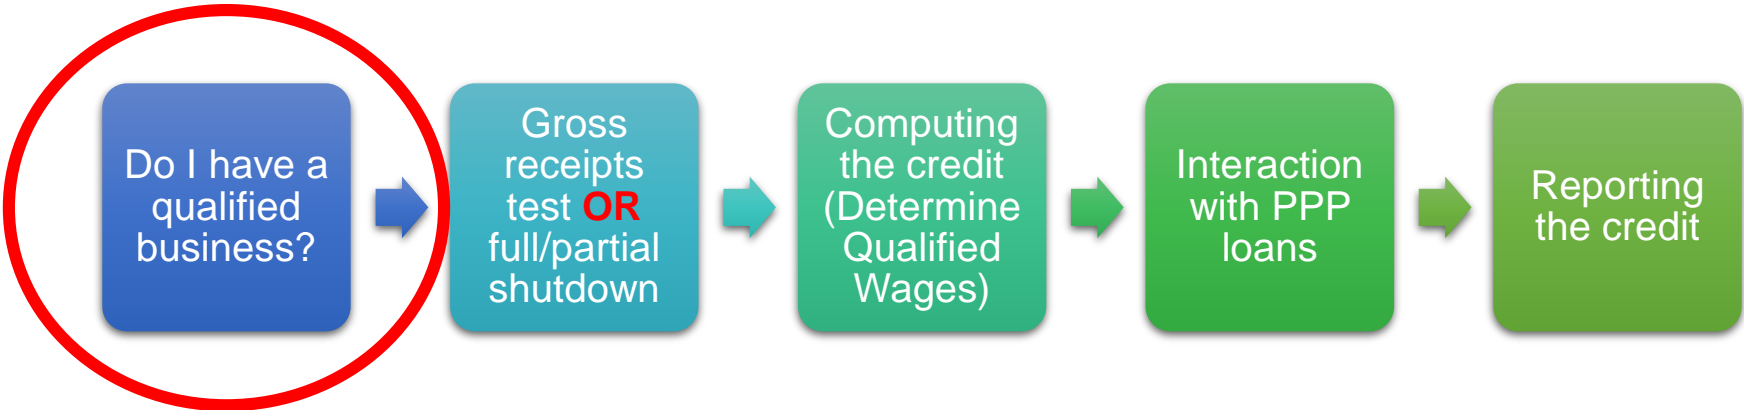 Do I have a
qualified
business?
Gross
receipts
test OR
full/partial
shutdown
Computing
the credit
(Determine
Qualified
Wages)
Interaction
with PPP
loans
Reporting
the credit